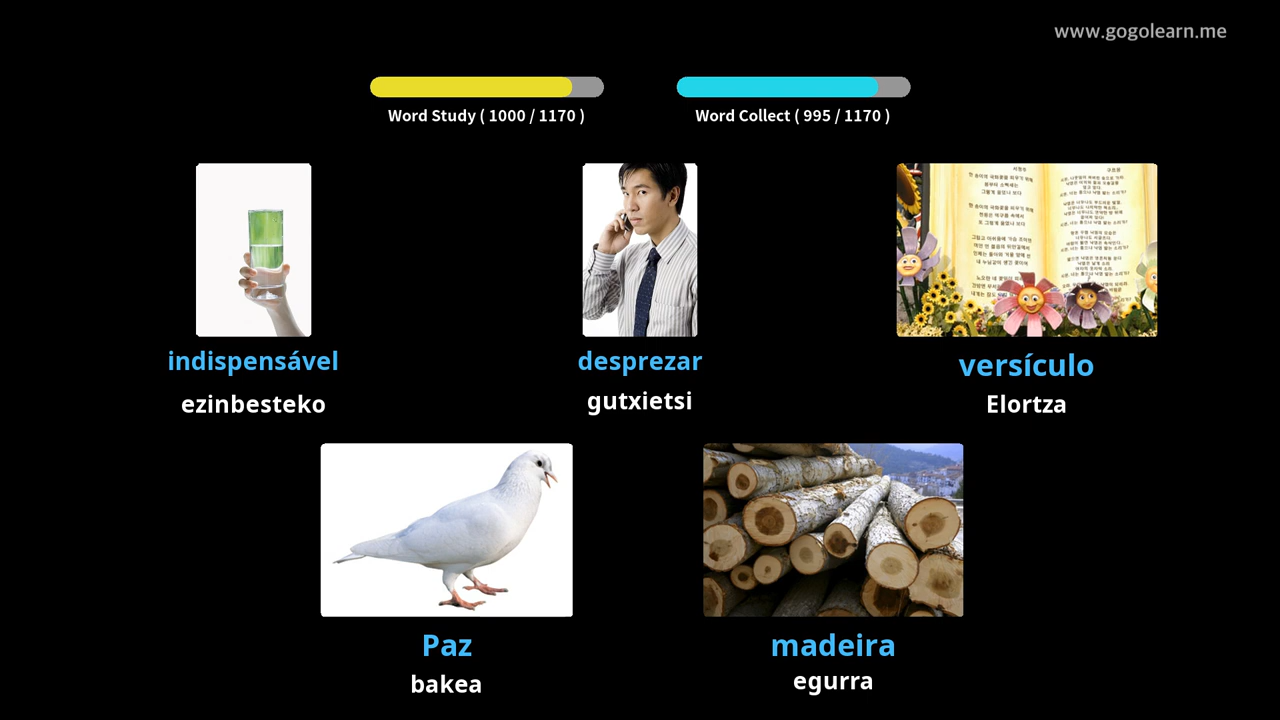 www.gogolearn.me
Word Study ( 1000 / 1170 )
Word Collect ( 995 / 1170 )
indispensável
ezinbesteko
desprezar
gutxietsi
versículo
Elortza
Paz
bakea
madeira
egurra